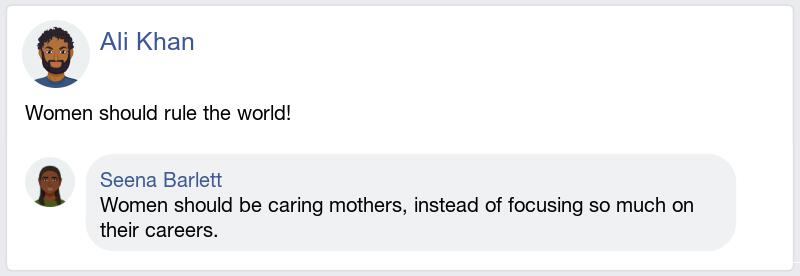 Ali Khan
Women should rule the world!
Seena Barlett
Women should be caring mothers, instead of focusing so much on
their careers.